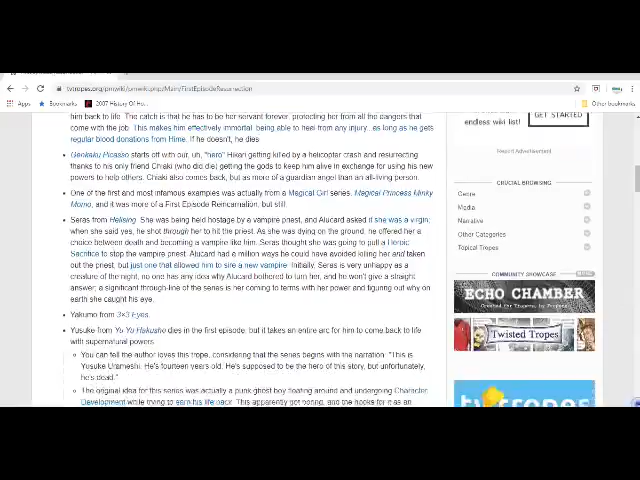 tvtropes.org/pmwiki/pmwiki.php/Main/FirstEpisodeResurrection
Apps Bookmarks 2007 History Of Ho... Other bookmarks
him back to life. The catch is that he has to be her servant forever, protecting her from all the dangers that
come with the job. This makes him effectively immortal, being able to heal from any injury...as long as he gets
regular blood donations from Hime. If he doesn't, he dies
Genkaku Picasso starts off with our, uh, "hero" Hikari getting killed by a helicopter crash and resurrecting
thanks to his only friend Chiaki (who did die) getting the gods to keep him alive in exchange for using his new
powers to help others. Chiaki also comes back, but as more of a guardian angel than an all-living person.
One of the first and most infamous examples was actually from a Magical Girl series, Magical Princess Minky
Momo, and it was more of a First Episode Reincarnation, but still.
Seras from Hellsing. She was being held hostage by a vampire priest, and Alucard asked if she was a virgin;
when she said yes, he shot through her to hit the priest. As she was dying on the ground, he offered her a
choice between death and becoming a vampire like him. Seras thought she was going to pull a Heroic
Sacrifice to stop the vampire priest. Alucard had a million ways he could have avoided killing her and taken
out the priest, but just one that allowed him to sire a new vampire. Initially, Seras is very unhappy as a
creature of the night, no one has any idea why Alucard bothered to turn her, and he won't give a straight
answer; a significant through-line of the series is her coming to terms with her power and figuring out why on
earth she caught his eye.
Yakumo from 3×3 Eyes.
Yusuke from Yu Yu Hakusho dies in the first episode, but it takes an entire arc for him to come back to life
with supernatural powers.
You can tell the author loves this trope, considering that the series begins with the narration: "This is
Yusuke Urameshi. He's fourteen years old. He's supposed to be the hero of this story, but unfortunately,
he's dead."
The original idea for this series was actually a punk ghost boy floating around and undergoing Character
Development while trying to earn his life back. This apparently got boring, and the hooks for it as an
endless wiki list!
GET STARTED
Report Advertisement
CRUCIAL BROWSING
Genre
Media
Narrative
Other Categories
Topical Tropes
COMMUNITY SHOWCASE
ECHO CHAMBER
Created by Tropers, for Tropers
Twisted Tropes
tvtropes